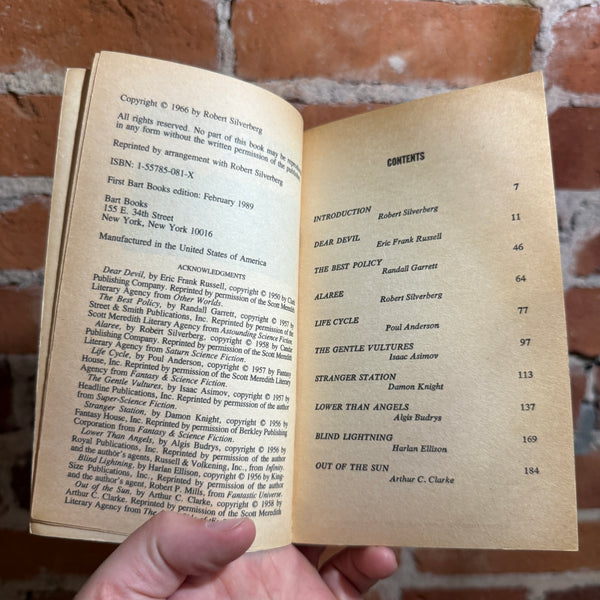 Copyright © 1966 by Robert Silverberg
All rights reserved. No part of this book may be
in any form without the written permission of the
Reprinted by arrangement with Robert Silverberg
ISBN: 1-55785-081-X
First Bart Books edition: February 1989
Bart Books
155 E. 34th Street
New York, New York 10016
Manufactured in the United States of America
ACKNOWLEDGMENTS
Dear Devil, by Eric Frank Russell, copyright © 1950 by Clark
Publishing Company. Reprinted by permission of the Scott Meredith
Literary Agency from Other Worlds.
The Best Policy, by Randall Garrett, copyright © 1957 by
Street & Smith Publications, Inc. Reprinted by permission of the
Scott Meredith Literary Agency from Astounding Science Fiction.
Alaree, by Robert Silverberg, copyright © 1958 by Candar
Publishing Company. Reprinted by permission of the Scott Meredith
Literary Agency from Saturn Science Fiction.
Life Cycle, by Poul Anderson, copyright © 1957 by Fantasy
House, Inc. Reprinted by permission of the Scott Meredith Literary
Agency from Fantasy & Science Fiction.
The Gentle Vultures, by Isaac Asimov, copyright © 1957 by
Headline Publications, Inc. Reprinted by permission of the author
from Super-Science Fiction.
Stranger Station, by Damon Knight, copyright © 1956 by
Fantasy House, Inc. Reprinted by permission of Berkley Publishing
Corporation from Fantasy & Science Fiction.
Lower Than Angels, by Algis Budrys, copyright © 1956 by
Royal Publications, Inc. Reprinted by permission of the author
and the author's agents, Russell & Volkening, Inc., from Infinity.
Blind Lightning, by Harlan Ellison, copyright © 1956 by King-
Size Publications, Inc., Reprinted by permission of the author
and the author's agent, Robert P. Mills, from Fantastic Universe.
Out of the Sun, by Arthur C. Clarke, copyright © 1958 by
Arthur C. Clarke. Reprinted by permission of the Scott Meredith
Literary Agency from The
CONTENTS
INTRODUCTION 7
Robert Silverberg
DEAR DEVIL 11
Eric Frank Russell
THE BEST POLICY 46
Randall Garrett
ALAREE 64
Robert Silverberg
LIFE CYCLE 77
Poul Anderson
THE GENTLE VULTURES 97
Isaac Asimov
STRANGER STATION 113
Damon Knight
LOWER THAN ANGELS 137
Algis Budrys
BLIND LIGHTNING 169
Harlan Ellison
OUT OF THE SUN 184
Arthur C. Clarke